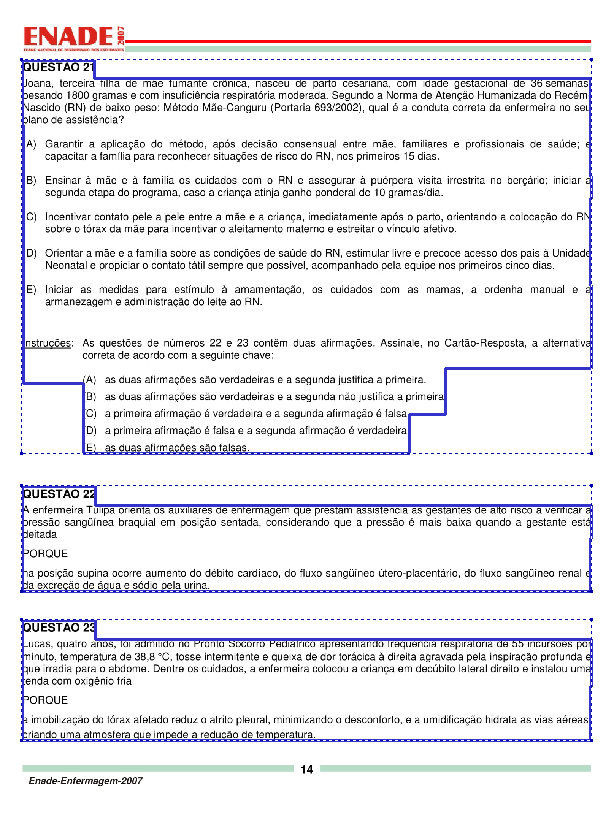 ENADE 2007
EXAME NACIONAL DE DESEMPENHO DOS ESTUDANTES
QUESTÃO 21
Joana, terceira filha de mãe fumante crônica, nasceu de parto cesariana, com idade gestacional de 36 semanas,
pesando 1800 gramas e com insuficiência respiratória moderada. Segundo a Norma de Atenção Humanizada do Recém
Nascido (RN) de baixo peso: Método Mãe-Canguru (Portaria 693/2002), qual é a conduta correta da enfermeira no seu
plano de assistência?
A) Garantir a aplicação do método, após decisão consensual entre mãe, familiares e profissionais de saúde; e
capacitar a família para reconhecer situações de risco do RN, nos primeiros 15 dias.
B) Ensinar à mãe e à família os cuidados com o RN e assegurar à puérpera visita irrestrita no berçário; iniciar a
segunda etapa do programa, caso a criança atinja ganho ponderal de 10 gramas/dia.
C) Incentivar contato pele a pele entre a mãe e a criança, imediatamente após o parto, orientando a colocação do RN
sobre o tórax da mãe para incentivar o aleitamento materno e estreitar o vínculo afetivo.
D) Orientar a mãe e a família sobre as condições de saúde do RN, estimular livre e precoce acesso dos pais à Unidade
Neonatal e propiciar o contato tátil sempre que possível, acompanhado pela equipe nos primeiros cinco dias.
E) Iniciar as medidas para estímulo à amamentação, os cuidados com as mamas, a ordenha manual e a
armanezagem e administração do leite ao RN.
Instruções: As questões de números 22 e 23 contêm duas afirmações. Assinale, no Cartão-Resposta, a alternativa
correta de acordo com a seguinte chave:
(A) as duas afirmações são verdadeiras e a segunda justifica a primeira.
(B) as duas afirmações são verdadeiras e a segunda não justifica a primeira
(C) a primeira afirmação é verdadeira e a segunda afirmação é falsa
(D) a primeira afirmação é falsa e a segunda afirmação é verdadeira
(E) as duas afirmações são falsas.
QUESTÃO 22
A enfermeira Tulipa orienta os auxiliares de enfermagem que prestam assistência às gestantes de alto risco a verificar a
pressão sangüínea braquial em posição sentada, considerando que a pressão é mais baixa quando a gestante está
deitada
PORQUE
na posição supina ocorre aumento do débito cardíaco, do fluxo sangüíneo útero-placentário, do fluxo sangüíneo renal e
da excreção de água e sódio pela urina.
QUESTÃO 23
Lucas, quatro anos, foi admitido no Pronto Socorro Pediátrico apresentando freqüência respiratória de 55 incursões por
minuto, temperatura de 38,8 °C, tosse intermitente e queixa de dor torácica à direita agravada pela inspiração profunda e
que irradia para o abdome. Dentre os cuidados, a enfermeira colocou a criança em decúbito lateral direito e instalou uma
tenda com oxigênio fria
PORQUE
a imobilização do tórax afetado reduz o atrito pleural, minimizando o desconforto, e a umidificação hidrata as vias aéreas,
criando uma atmosfera que impede a redução de temperatura.
14
Enade-Enfermagem-2007